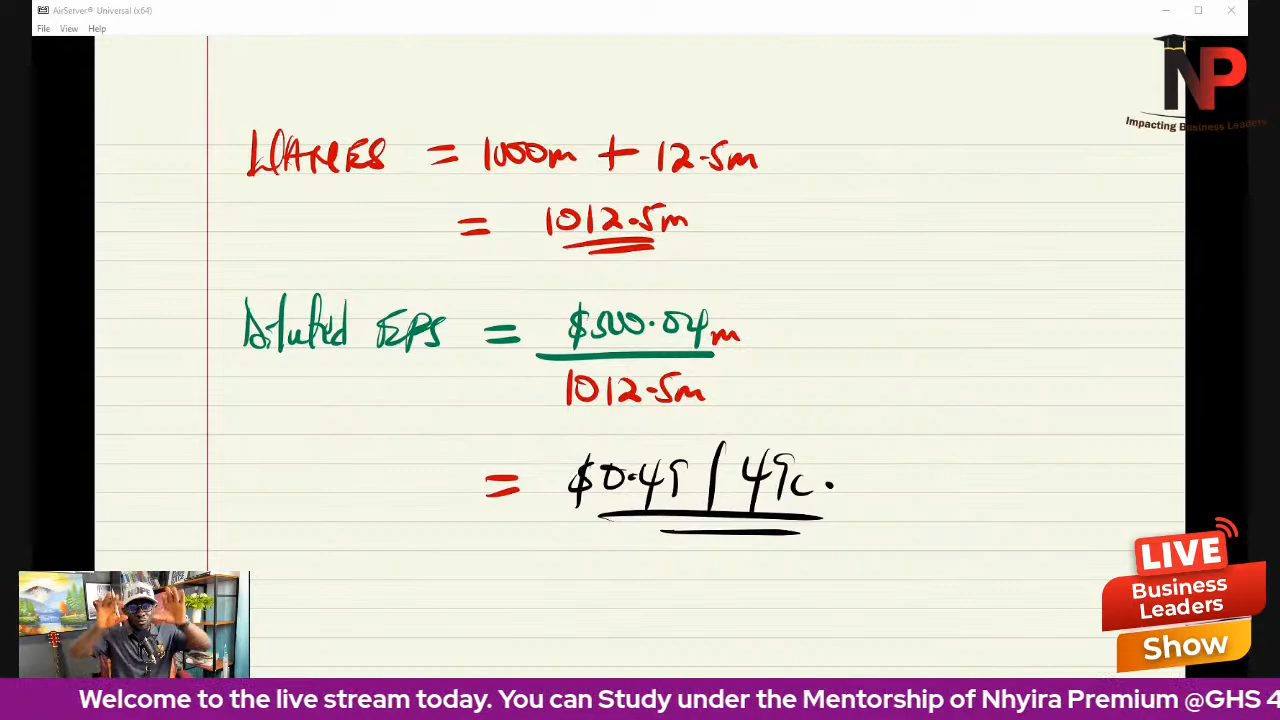 AirServer® Universal (x64)
File View Help
NP
Impacting Business Leaders
= 1000m + 12.5m
= 1012.5m
Diluted EPS = $500.04m
1012.5m
= $0.49 / 49c.
LIVE
Business
Leaders
Show
Welcome to the live stream today. You can Study under the Mentorship of Nhyira Premium @GHS 4